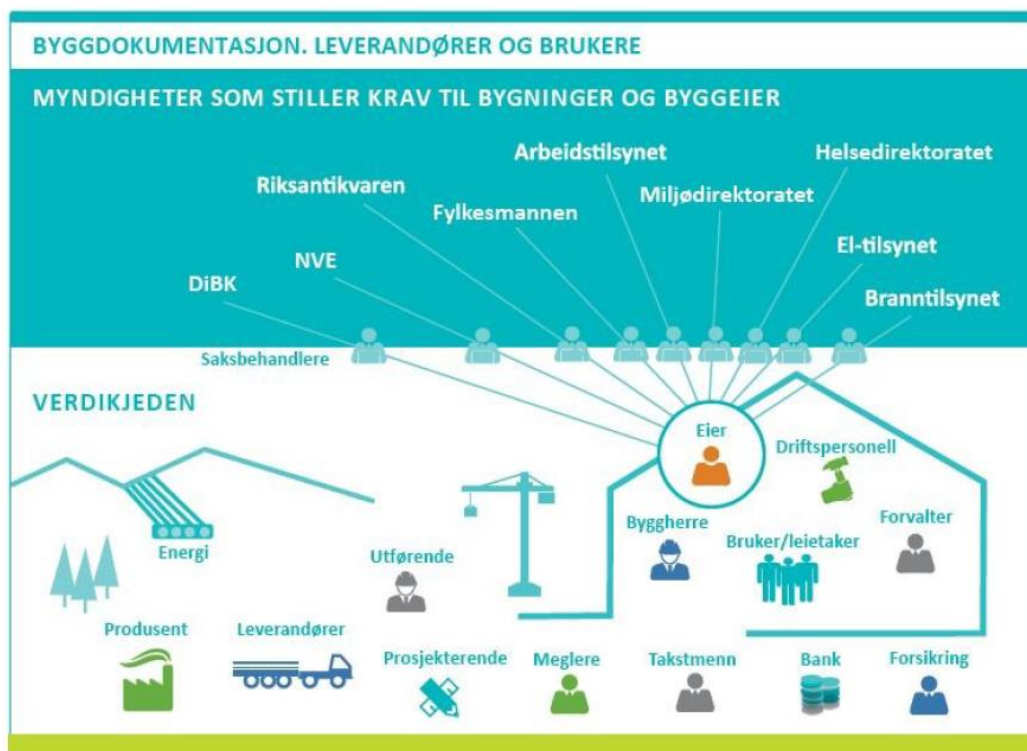 BYGGDOKUMENTASJON. LEVERANDØRER OG BRUKERE
MYNDIGHETER SOM STILLER KRAV TIL BYGNINGER OG BYGGEIER
Arbeidstilsynet
Helsedirektoratet
Riksantikvaren
Miljødirektoratet
Fylkesmannen
NVE
El-tilsynet
DiBK
Branntilsynet
Saksbehandlere
VERDIKJEDEN
Eier
Driftspersonell
Byggherre
Forvalter
Bruker/leietaker
Energi
Utførende
Produsent
Leverandører
Prosjekterende
Meglere
Takstmenn
Bank
Forsikring